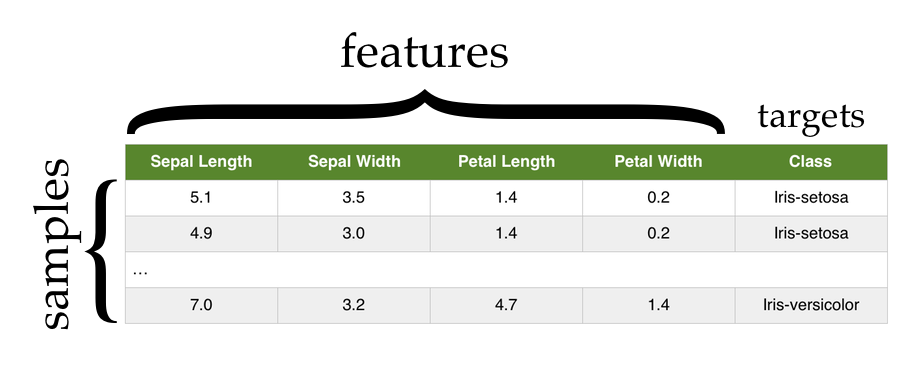 features
targets
samples
Sepal Length Sepal Width Petal Length Petal Width Class
5.1 3.5 1.4 0.2 Iris-setosa
4.9 3.0 1.4 0.2 Iris-setosa
...
7.0 3.2 4.7 1.4 Iris-versicolor